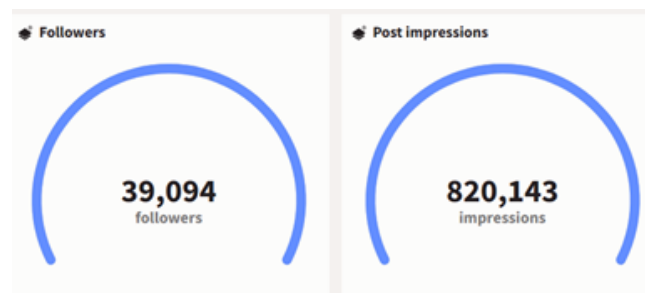 Followers
39,094
followers
Post impressions
820,143
impressions